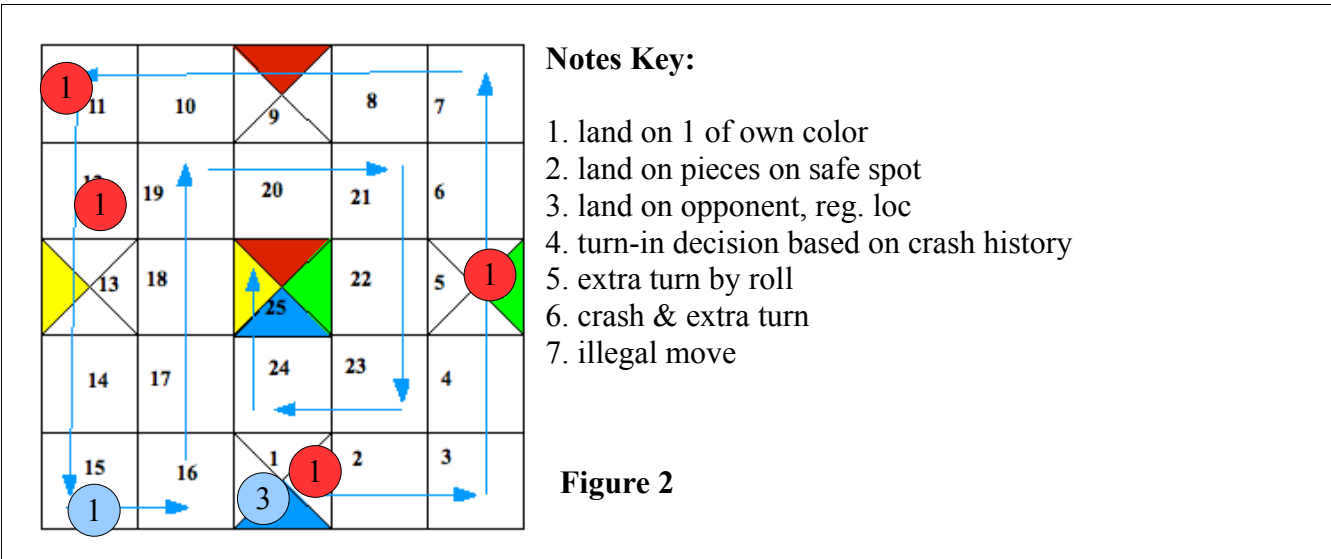 Notes Key:
1. land on 1 of own color
2. land on pieces on safe spot
3. land on opponent, reg. loc
4. turn-in decision based on crash history
5. extra turn by roll
6. crash & extra turn
7. illegal move
Figure 2
1 11 10 9 8 7
1 19 20 21 6
13 18 25 22 5 1
14 17 24 23 4
15 1 16 1 3 1 2 3